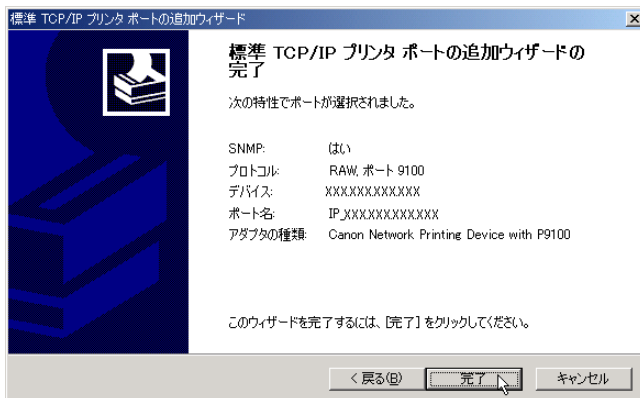 標準 TCP/IP プリンタ ポートの追加ウィザード
標準 TCP/IP プリンタ ポートの追加ウィザードの
完了
次の特性でポートが選択されました。
SNMP: はい
プロトコル: RAW, ポート 9100
デバイス: XXXXXXXXXXXX
ポート名: IP_XXXXXXXXXXXX
アダプタの種類: Canon Network Printing Device with P9100
このウィザードを完了するには、[完了] をクリックしてください。
< 戻る(B) 完了 キャンセル